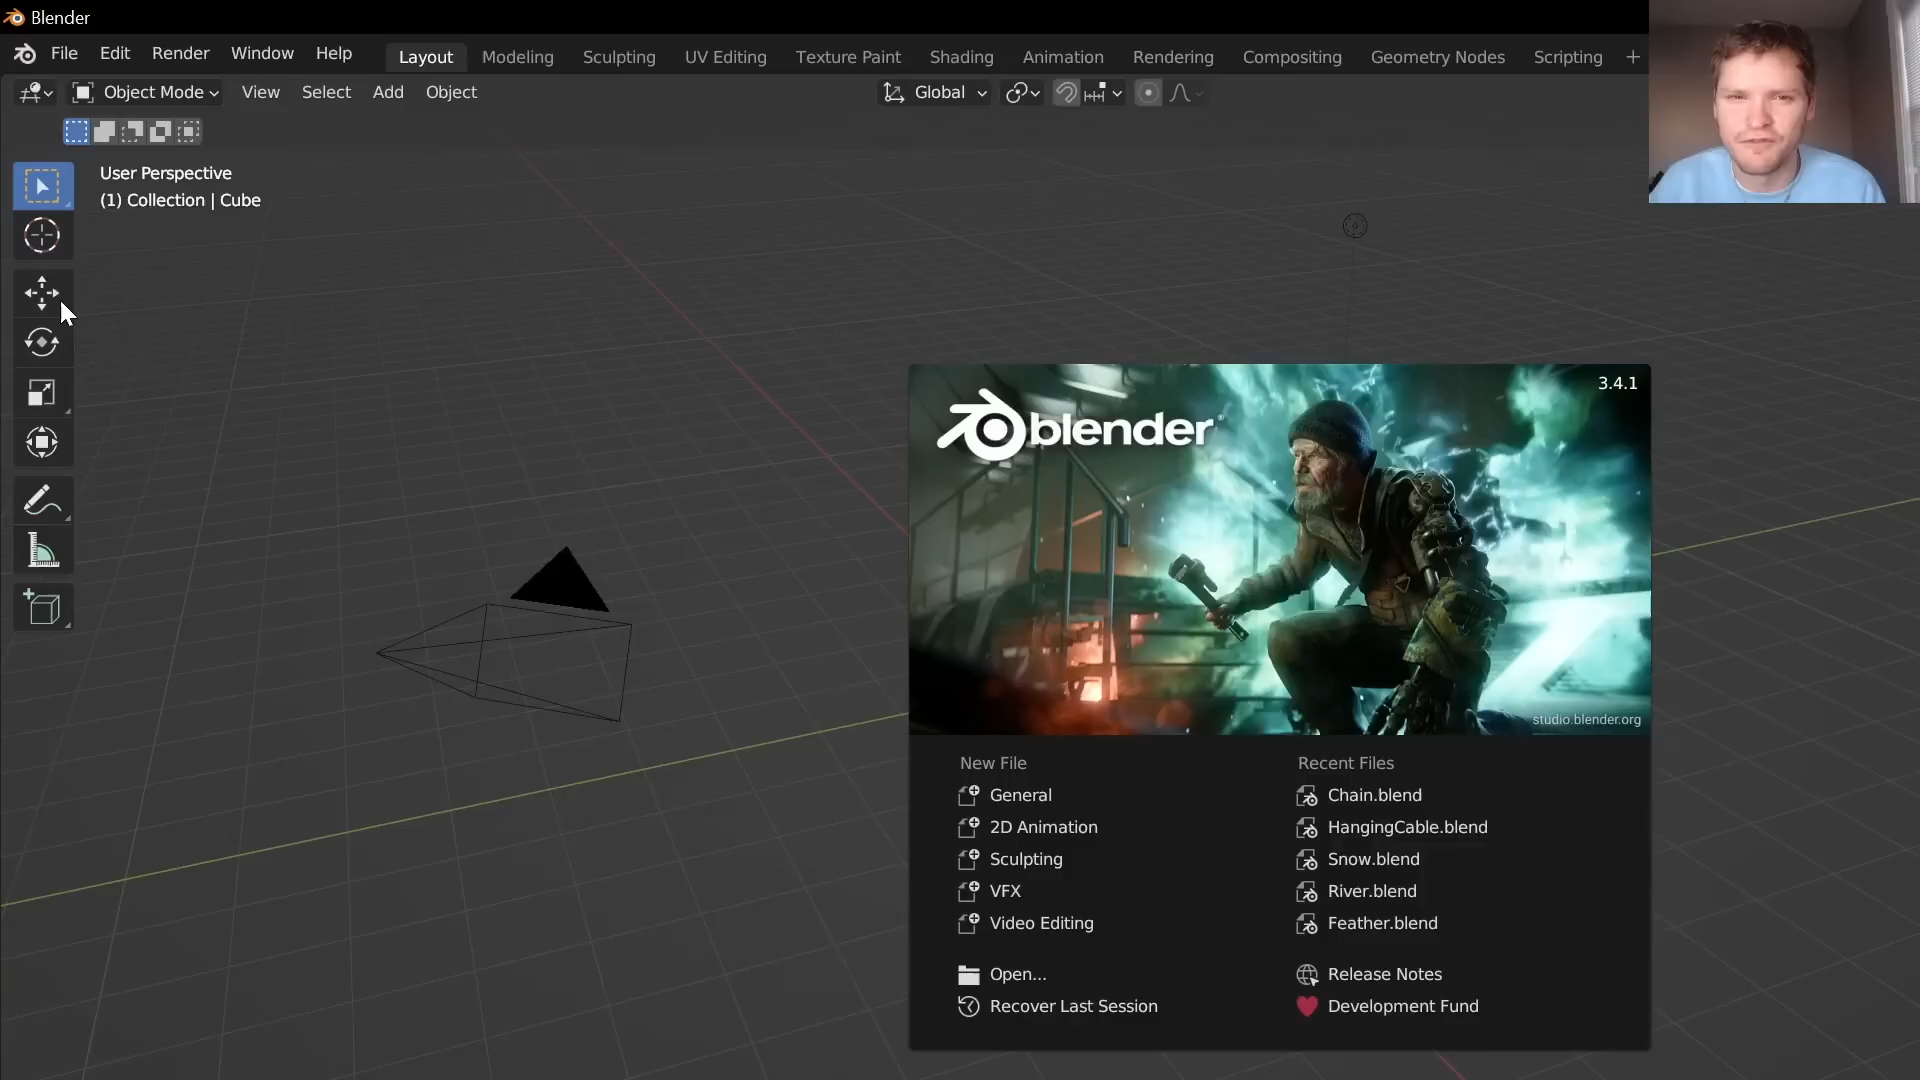 Blender
File Edit Render Window Help Layout Modeling Sculpting UV Editing Texture Paint Shading Animation Rendering Compositing Geometry Nodes Scripting +
Object Mode View Select Add Object Global
User Perspective
(1) Collection | Cube
3.4.1
blender
studio.blender.org
New File
General
2D Animation
Sculpting
VFX
Video Editing
Open...
Recover Last Session
Recent Files
Chain.blend
HangingCable.blend
Snow.blend
River.blend
Feather.blend
Release Notes
Development Fund